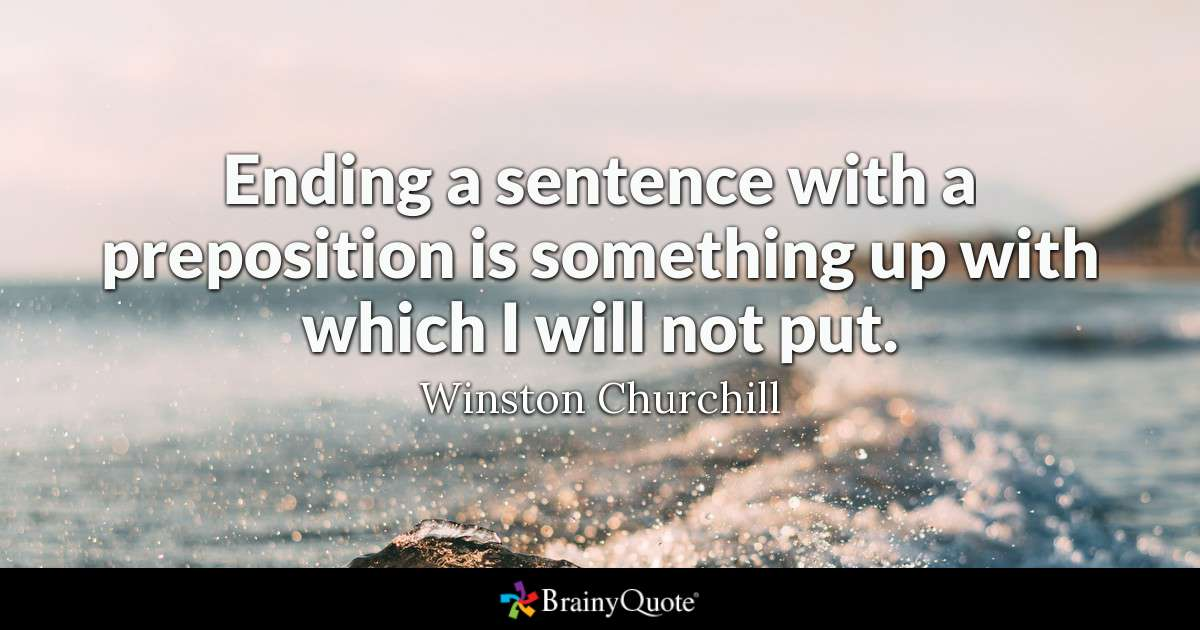 Ending a sentence with a
preposition is something up with
which I will not put.
Winston Churchill
BrainyQuote